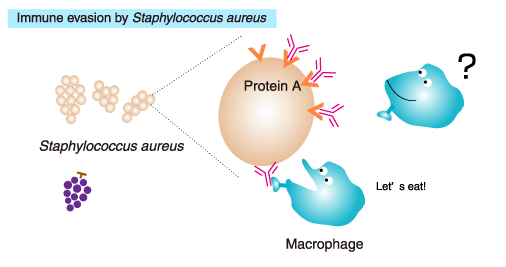 Immune evasion by Staphylococcus aureus
?
Protein A
Staphylococcus aureus
Let's eat!
Macrophage